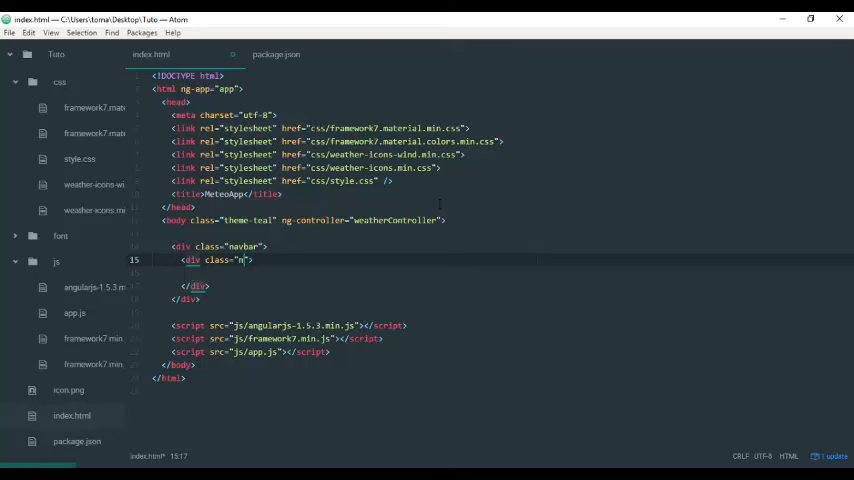 index.html — C:\Users\toma\Desktop\Tuto — Atom
File Edit View Selection Find Packages Help
Tuto
index.html
package.json
css
framework7.mate
framework7.mate
style.css
weather-icons-wi
weather-icons.mi
font
js
angularjs-1.5.3.m
app.js
framework7.min.
framework7.min.
icon.png
index.html
package.json
<!DOCTYPE html>
<html ng-app="app">
<head>
<meta charset="utf-8">
<link rel="stylesheet" href="css/framework7.material.min.css">
<link rel="stylesheet" href="css/framework7.material.colors.min.css">
<link rel="stylesheet" href="css/weather-icons-wind.min.css">
<link rel="stylesheet" href="css/weather-icons.min.css">
<link rel="stylesheet" href="css/style.css" />
<title>MeteoApp</title>
</head>
<body class="theme-teal" ng-controller="weatherController">
<div class="navbar">
15 <div class="n">
</div>
</div>
<script src="js/angularjs-1.5.3.min.js"></script>
<script src="js/framework7.min.js"></script>
<script src="js/app.js"></script>
</body>
</html>
index.html* 15:17
CRLF UTF-8 HTML 1 update